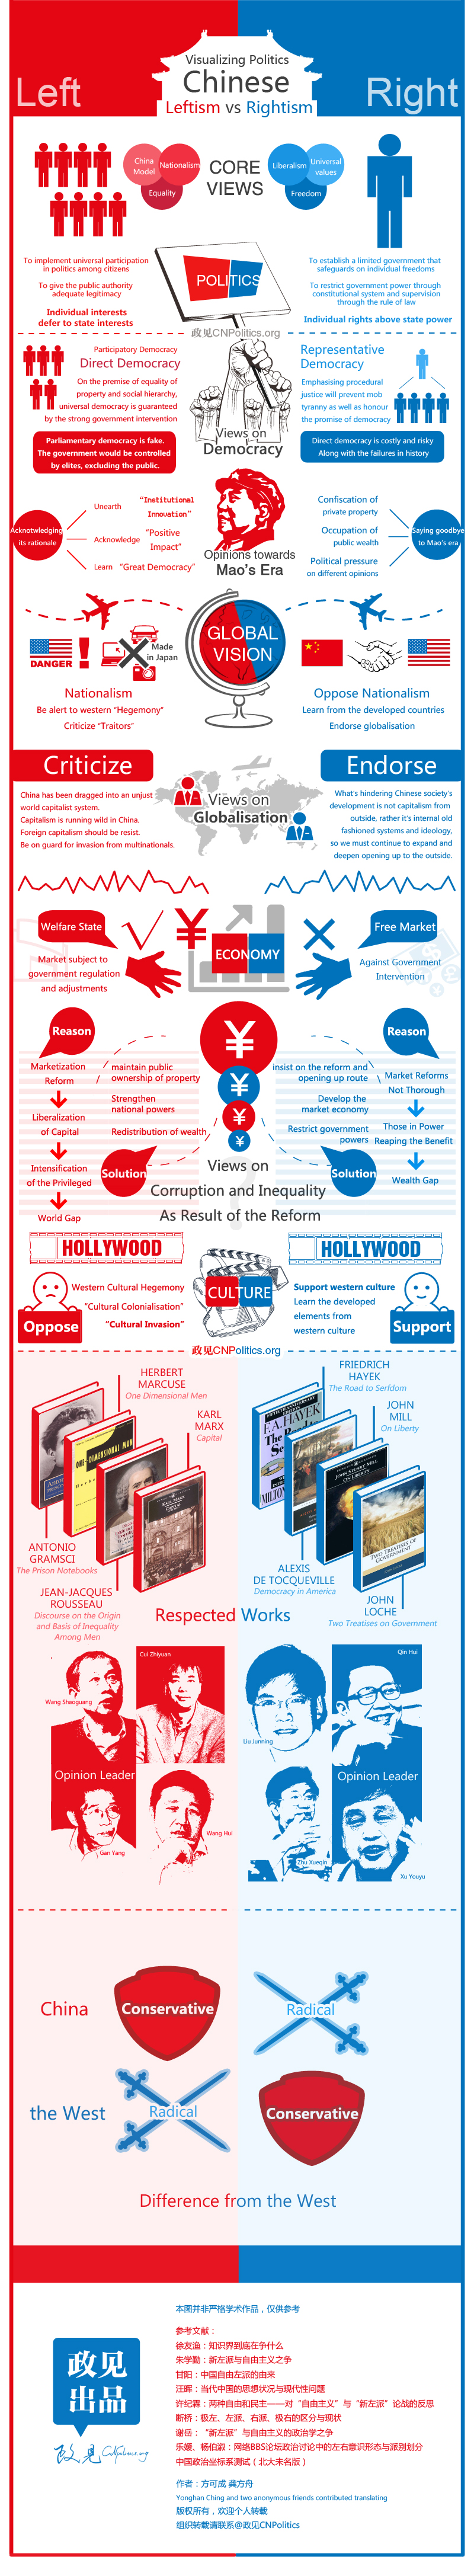 Left
Right
Visualizing Politics
Chinese
Leftism vs Rightism
China
Model
Nationalism
Equality
CORE
VIEWS
Liberalism
Universal
values
Freedom
To implement universal participation
in politics among citizens
To give the public authority
adequate legitimacy
Individual interests
defer to state interests
POLITICS
To establish a limited government that
safeguards on individual freedoms
To restrict government power through
constitutional system and supervision
through the rule of law
Individual rights above state power
政见CNPolitics.org
Participatory Democracy
Direct Democracy
On the premise of equality of
property and social hierarchy,
universal democracy is guaranteed
by the strong government intervention
Parliamentary democracy is fake.
The government would be controlled
by elites, excluding the public.
Views on
Democracy
Representative
Democracy
Emphasising procedural
justice will prevent mob
tyranny as well as honour
the promise of democracy
Direct democracy is costly and risky
Along with the failures in history
Acknotwledging
its rationale
Unearth
"Institutional
Innovation"
Acknowledge
"Positive
Impact"
Learn
"Great Democracy"
Opinions towards
Mao's Era
Confiscation of
private property
Occupation of
public wealth
Political pressure
on different opinions
Saying goodbye
to Mao's era
DANGER
Made
in Japan
Nationalism
Be alert to western "Hegemony"
Criticize "Traitors"
GLOBAL
VISION
Oppose Nationalism
Learn from the developed countries
Endorse globalisation
Criticize
China has been dragged into an unjust
world capitalist system.
Capitalism is running wild in China.
Foreign capitalism should be resist.
Be on guard for invasion from multinationals.
Views on
Globalisation
Endorse
What's hindering Chinese society's
development is not capitalism from
outside, rather it's internal old
fashioned systems and ideology,
so we must continue to expand and
deepen opening up to the outside.
Welfare State
Market subject to
government regulation
and adjustments
¥
ECONOMY
Free Market
Against Government
Intervention
Reason
Marketization
Reform
Liberalization
of Capital
Intensification
of the Privileged
World Gap
maintain public
ownership of property
Strengthen
national powers
Redistribution of wealth
Solution
¥
¥
¥
¥
Views on
Corruption and Inequality
As Result of the Reform
insist on the reform and
opening up route
Develop the
market economy
Restrict government
powers
Solution
Reason
Market Reforms
Not Thorough
Those in Power
Reaping the Benefit
Wealth Gap
HOLLYWOOD
Western Cultural Hegemony
"Cultural Colonialisation"
"Cultural Invasion"
Oppose
CULTURE
HOLLYWOOD
Support western culture
Learn the developed
elements from
western culture
Support
政见CNPolitics.org
HERBERT
MARCUSE
One Dimensional Men
KARL
MARX
Capital
ANTONIO
GRAMSCI
The Prison Notebooks
JEAN-JACQUES
ROUSSEAU
Discourse on the Origin
and Basis of Inequality
Among Men
FRIEDRICH
HAYEK
The Road to Serfdom
JOHN
MILL
On Liberty
ALEXIS
DE TOCQUEVILLE
Democracy in America
JOHN
LOCHE
Two Treatises on Government
Respected Works
Wang Shaoguang
Cui Zhiyuan
Opinion Leader
Gan Yang
Wang Hui
Liu Junning
Qin Hui
Opinion Leader
Zhu Xueqin
Xu Youyu
China
Conservative
Radical
the West
Radical
Conservative
Difference from the West
政见
出品
政见 CNpolitics.org
本图并非严格学术作品，仅供参考
参考文献：
徐友渔：知识界到底在争什么
朱学勤：新左派与自由主义之争
甘阳：中国自由左派的由来
汪晖：当代中国的思想状况与现代性问题
许纪霖：两种自由和民主——对“自由主义”与“新左派”论战的反思
断桥：极左、左派、右派、极右的区分与现状
谢岳：“新左派”与自由主义的政治学之争
乐媛、杨伯溆：网络BBS论坛政治讨论中的左右意识形态与派别划分
中国政治坐标系测试（北大未名版）
作者：方可成 龚方舟
Yonghan Ching and two anonymous friends contributed translating
版权所有，欢迎个人转载
组织转载请联系@政见CNPolitics